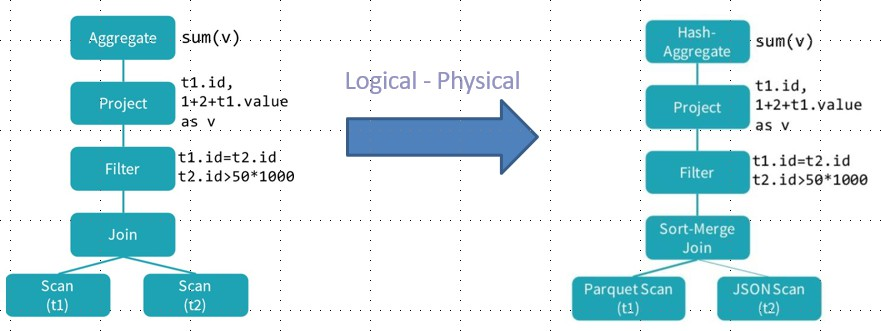 Aggregate
sum(v)
Project
t1.id,
1+2+t1.value
as v
Filter
t1.id=t2.id
t2.id>50*1000
Join
Scan
(t1)
Scan
(t2)
Logical - Physical
Hash-
Aggregate
sum(v)
Project
t1.id,
1+2+t1.value
as v
Filter
t1.id=t2.id
t2.id>50*1000
Sort-Merge
Join
Parquet Scan
(t1)
JSON Scan
(t2)